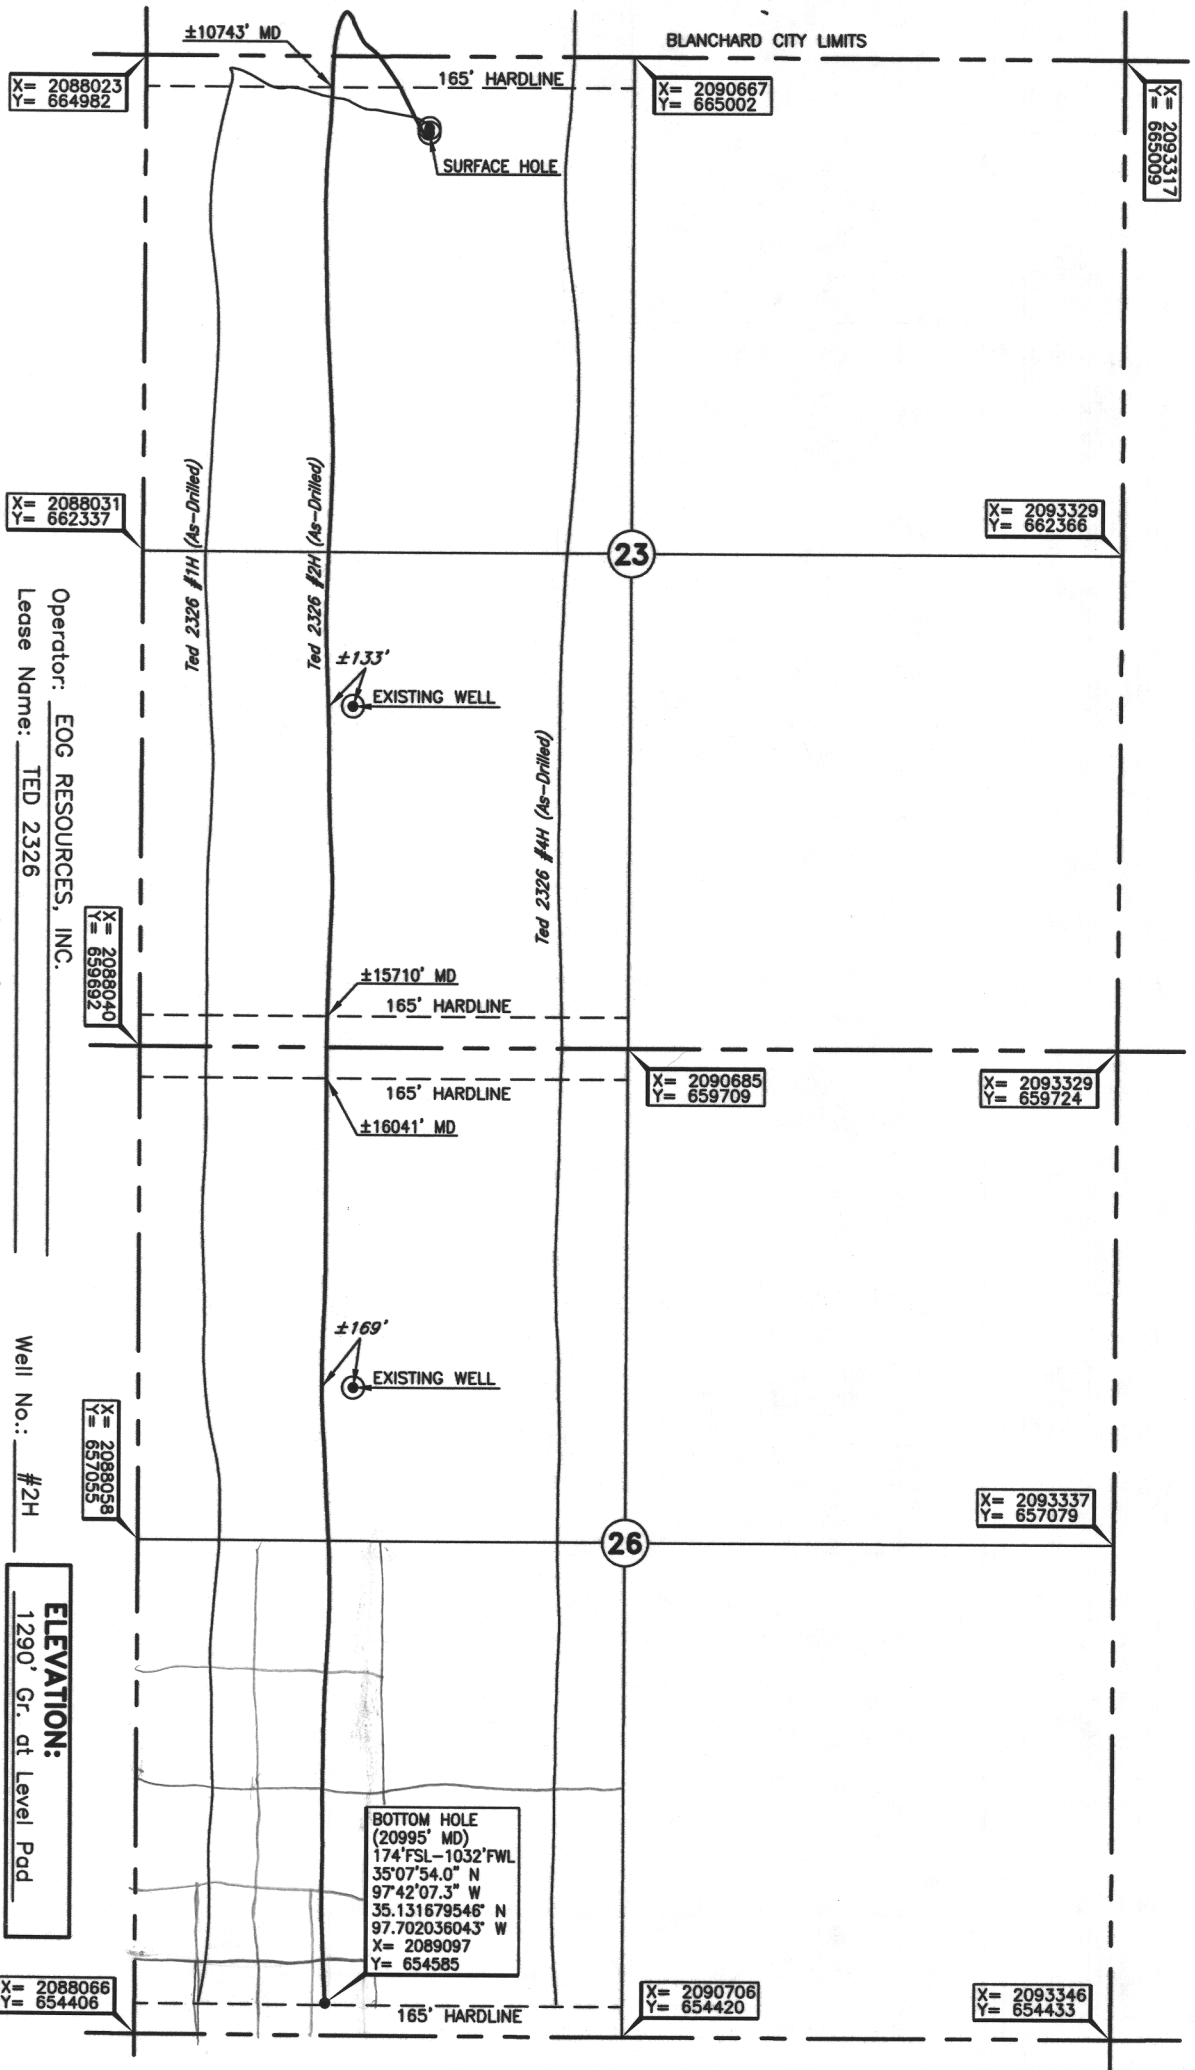 ±10743' MD
BLANCHARD CITY LIMITS
165' HARDLINE
X= 2088023
Y= 664982
X= 2090667
Y= 665002
X= 2093317
Y= 665009
SURFACE HOLE
Ted 2326 #1H (As-Drilled)
Ted 2326 #2H (As-Drilled)
X= 2088031
Y= 662337
X= 2093329
Y= 662366
23
±133'
EXISTING WELL
Ted 2326 #4H (As-Drilled)
Operator: EOG RESOURCES, INC.
Lease Name: TED 2326
X= 2088040
Y= 659692
±15710' MD
165' HARDLINE
165' HARDLINE
X= 2090685
Y= 659709
X= 2093329
Y= 659724
±16041' MD
±169'
EXISTING WELL
Well No.: #2H
X= 2088058
Y= 657055
X= 2093337
Y= 657079
26
ELEVATION:
1290' Gr. at Level Pad
BOTTOM HOLE
(20995' MD)
174'FSL-1032'FWL
35°07'54.0" N
97°42'07.3" W
35.131679546° N
97.702036043° W
X= 2089097
Y= 654585
X= 2088066
Y= 654406
165' HARDLINE
X= 2090706
Y= 654420
X= 2093346
Y= 654433